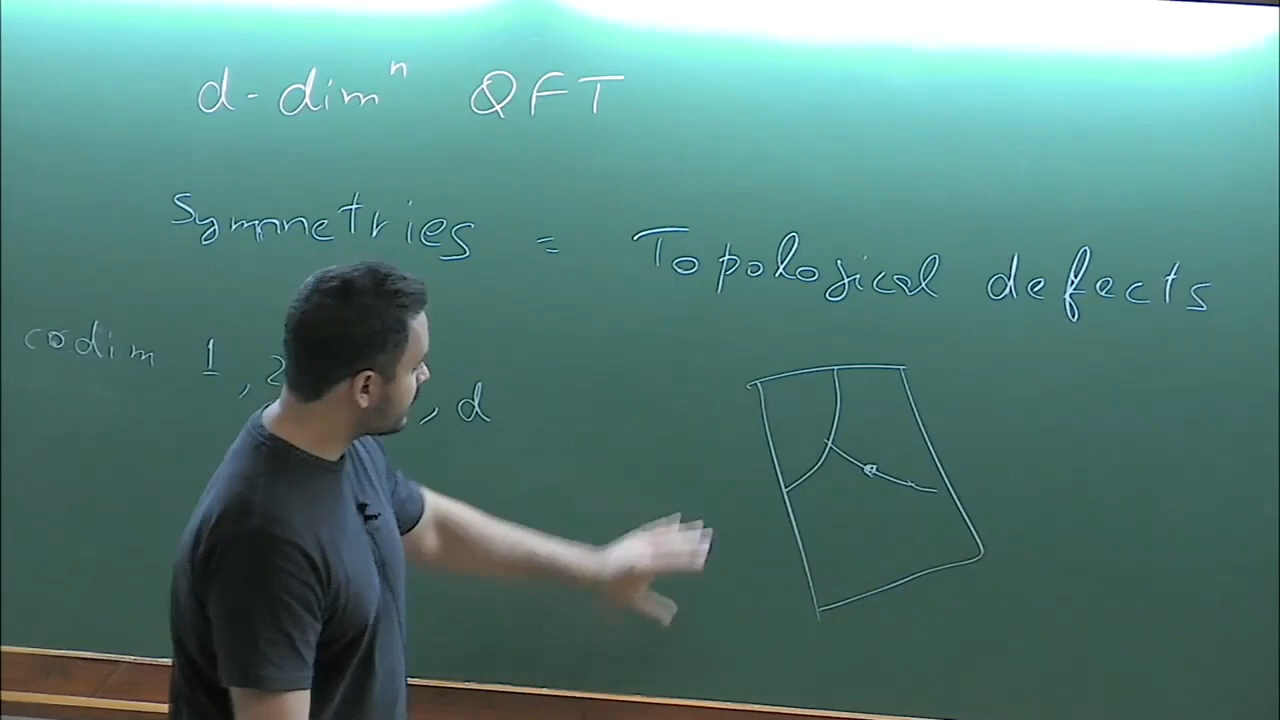 d-dimⁿ QFT
Symmetries = Topological defects
codim 1, 2 , d